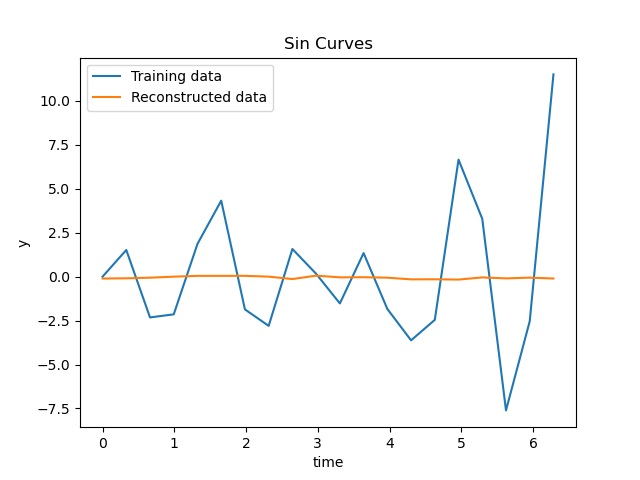 Sin Curves
Training data
Reconstructed data
10.0
7.5
5.0
2.5
0.0
−2.5
−5.0
−7.5
y
0 1 2 3 4 5 6
time